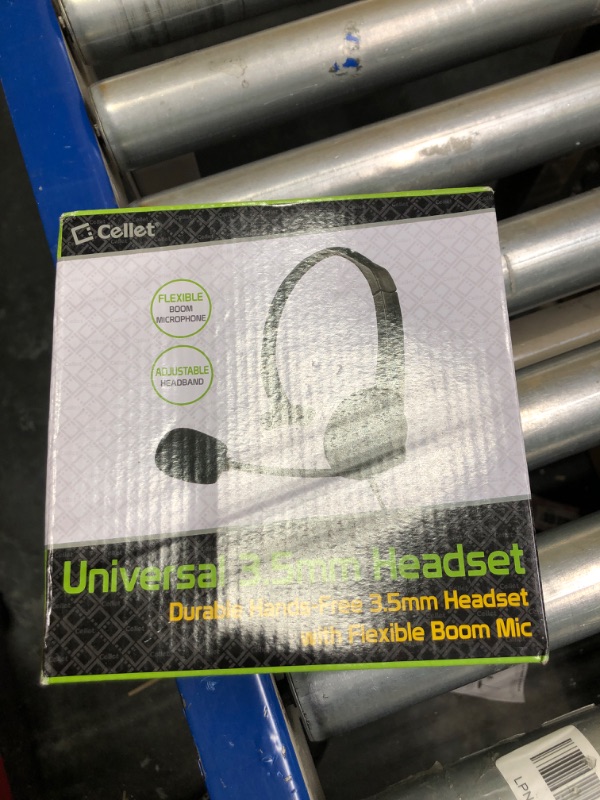 Cellet
FLEXIBLE
BOOM
MICROPHONE
ADJUSTABLE
HEADBAND
Universal 3.5mm Headset
Durable Hands-Free 3.5mm Headset
with Flexible Boom Mic
LPN